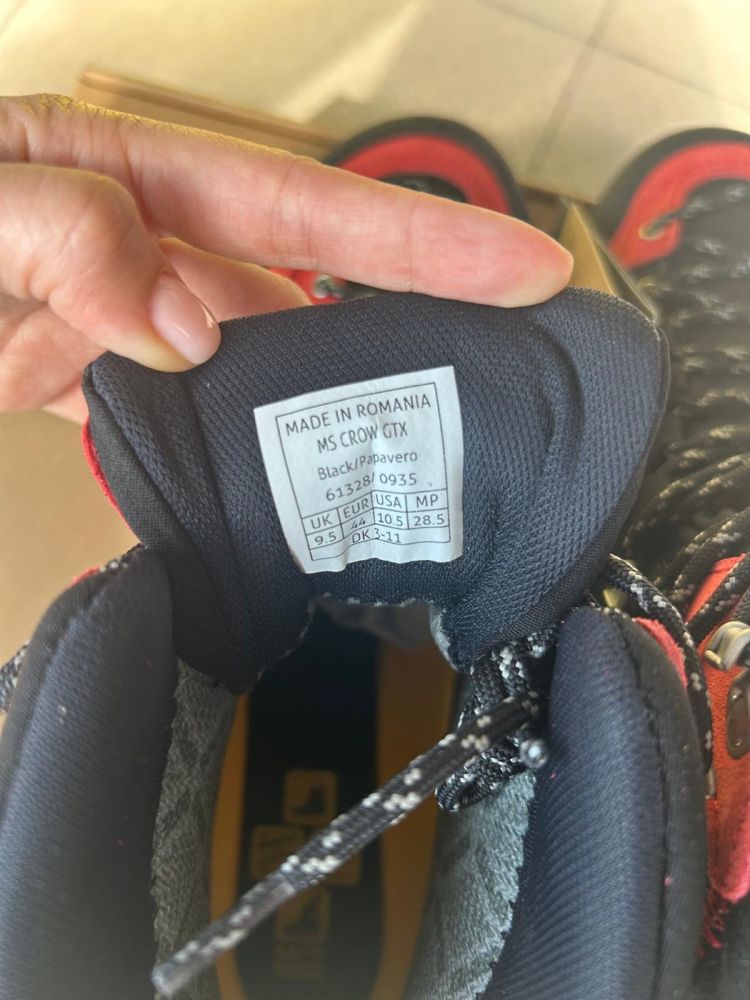 MADE IN ROMANIA
MS CROW GTX
Black/Papavero
61328/ 0935
UK EUR USA MP
9.5 44 10.5 28.5
DK 3-11